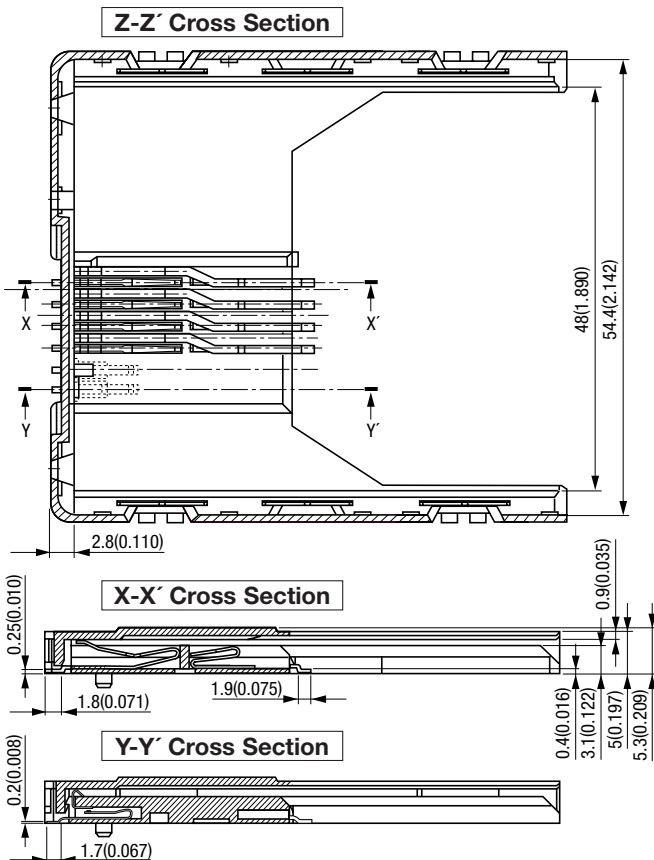 Z-Z´ Cross Section
48(1.890)
54.4(2.142)
X
X´
Y
Y´
2.8(0.110)
X-X´ Cross Section
0.25(0.010)
0.9(0.035)
1.8(0.071)
1.9(0.075)
0.4(0.016)
3.1(0.122)
5(0.197)
5.3(0.209)
Y-Y´ Cross Section
0.2(0.008)
1.7(0.067)